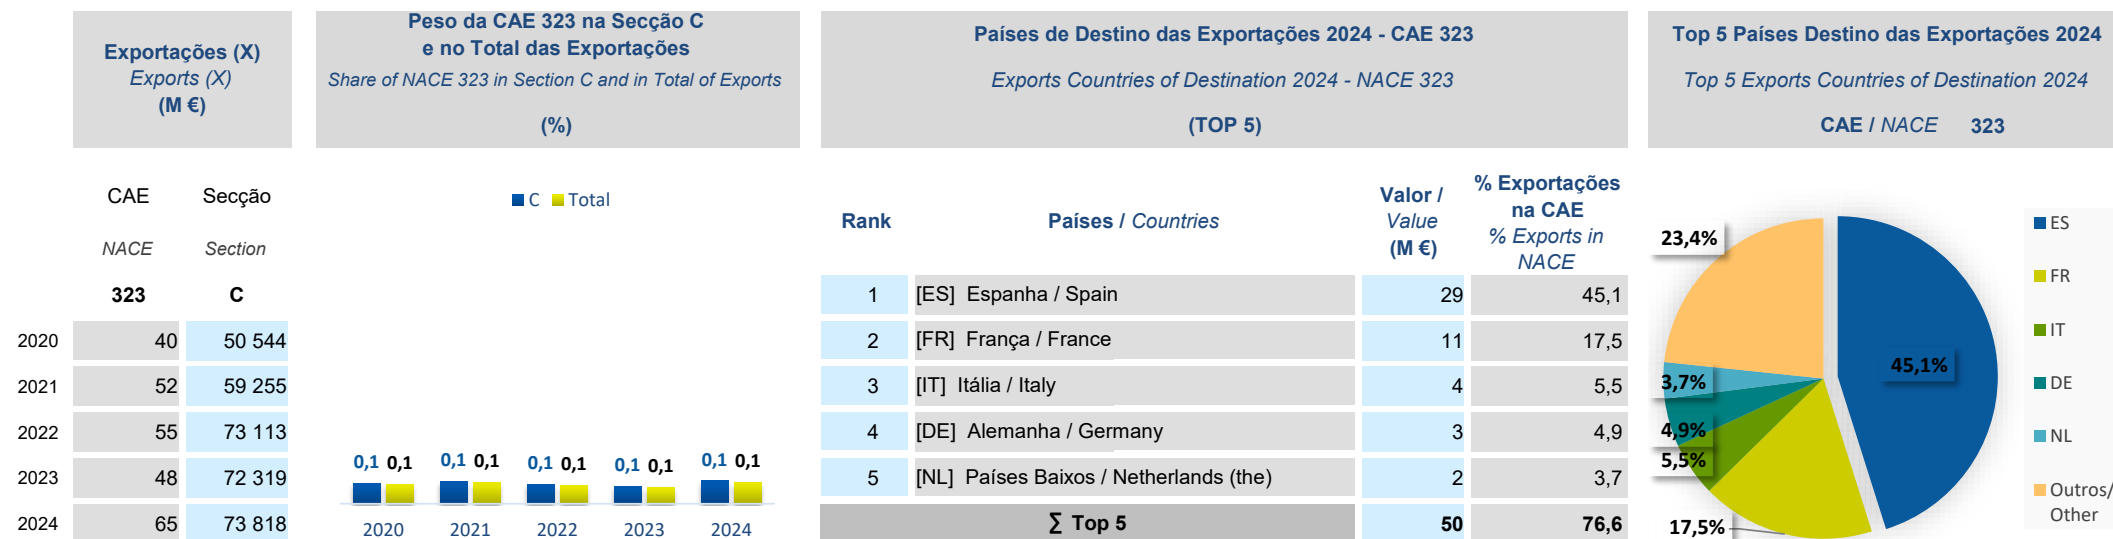 Exportações (X)
Exports (X)
(M €)
Peso da CAE 323 na Secção C
e no Total das Exportações
Share of NACE 323 in Section C and in Total of Exports
(%)
Países de Destino das Exportações 2024 - CAE 323
Exports Countries of Destination 2024 - NACE 323
(TOP 5)
Top 5 Países Destino das Exportações 2024
Top 5 Exports Countries of Destination 2024
CAE / NACE 323
CAE Secção
NACE Section
323 C
2020 40 50 544
2021 52 59 255
2022 55 73 113
2023 48 72 319
2024 65 73 818
C Total
0,1 0,1 0,1 0,1 0,1 0,1 0,1 0,1 0,1 0,1
2020 2021 2022 2023 2024
Rank Países / Countries
Valor /
Value
(M €)
% Exportações
na CAE
% Exports in
NACE
1 [ES] Espanha / Spain 29 45,1
2 [FR] França / France 11 17,5
3 [IT] Itália / Italy 4 5,5
4 [DE] Alemanha / Germany 3 4,9
5 [NL] Países Baixos / Netherlands (the) 2 3,7
∑ Top 5 50 76,6
23,4%
45,1%
3,7%
4,9%
5,5%
17,5%
ES
FR
IT
DE
NL
Outros/
Other